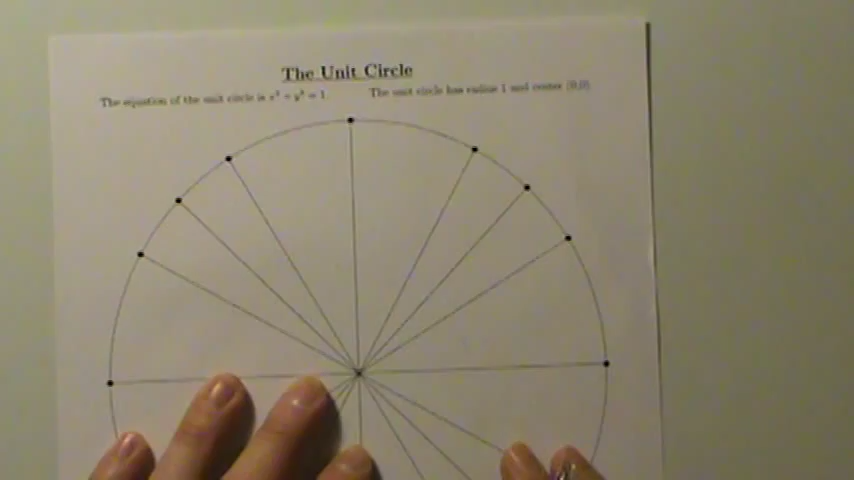 The Unit Circle
The equation of the unit circle is x² + y² = 1. The unit circle has radius 1 and center (0,0).